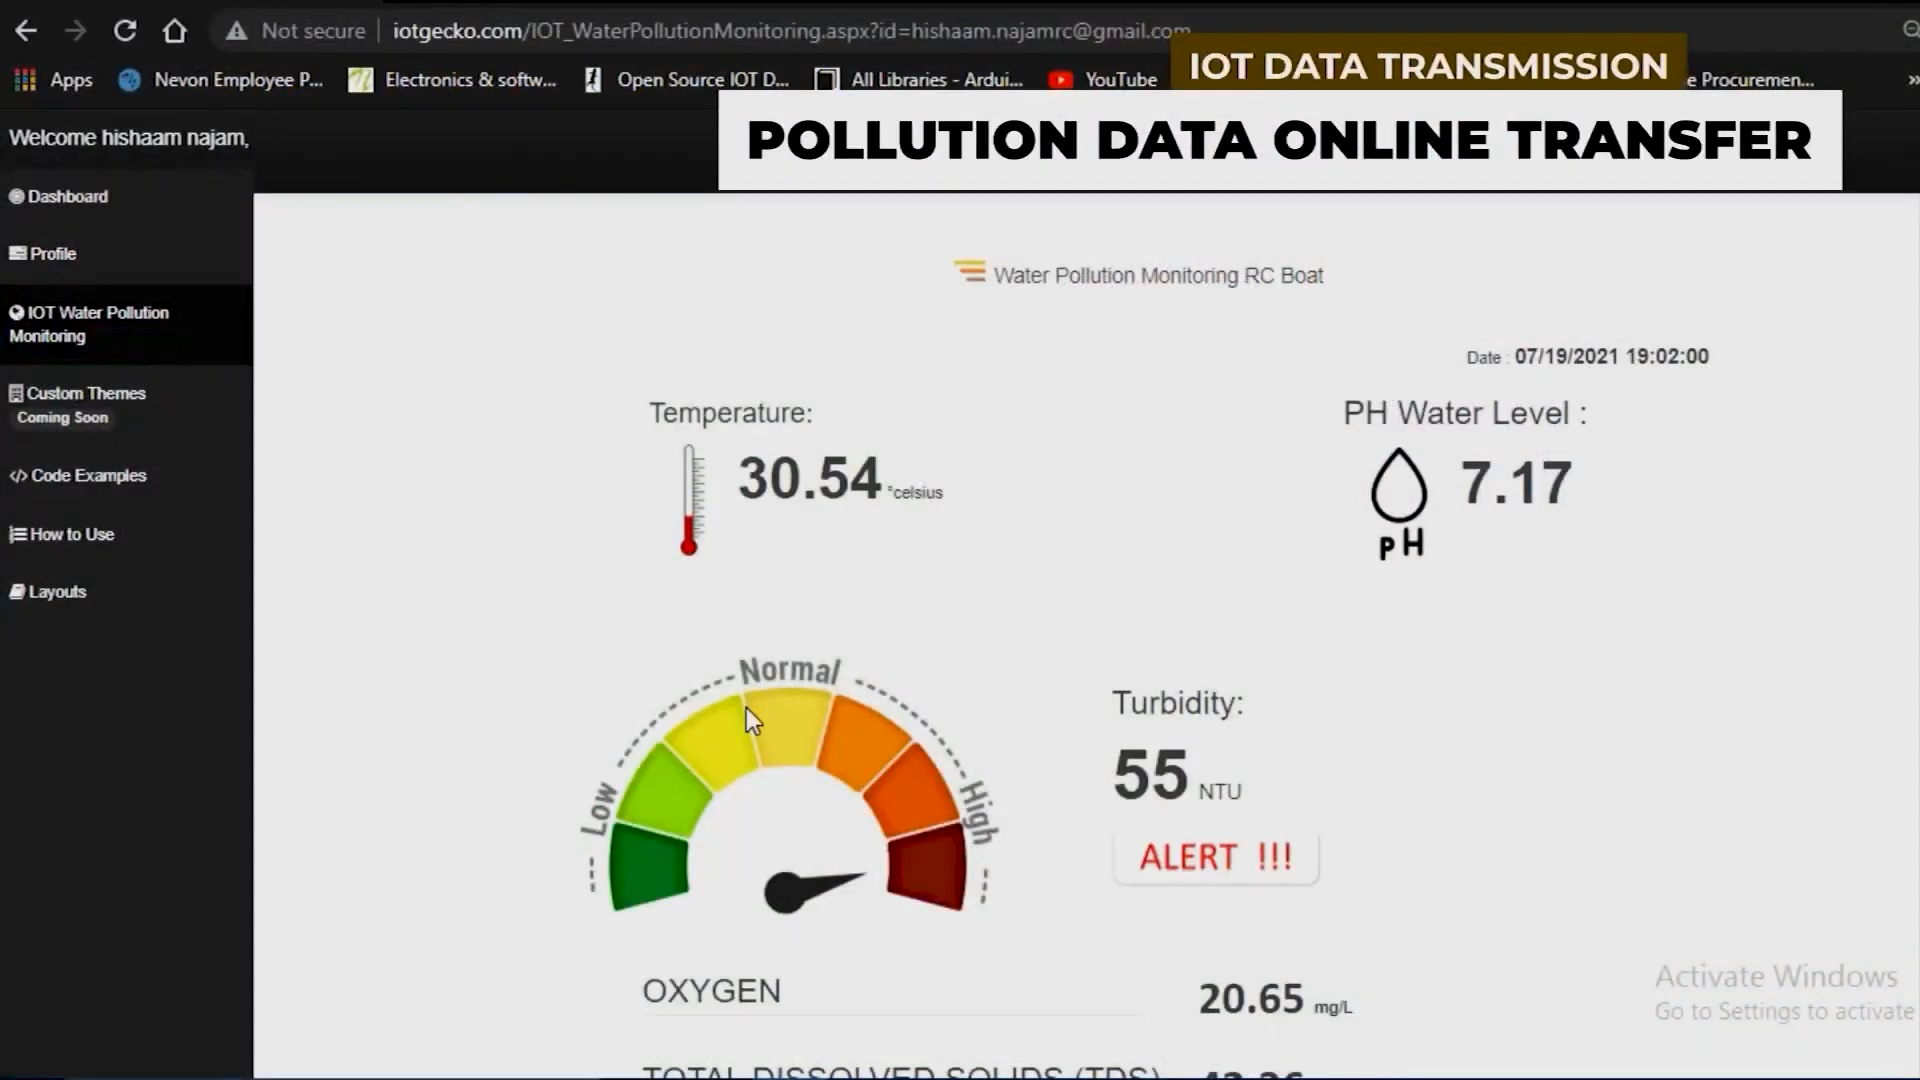 Not secure
iotgecko.com/IOT_WaterPollutionMonitoring.aspx?id=hishaam.najamrc@gmail.com
IOT DATA TRANSMISSION
Apps
Nevon Employee P...
Electronics & softw...
Open Source IOT D...
All Libraries - Ardui...
YouTube
e Procuremen...
»
POLLUTION DATA ONLINE TRANSFER
Welcome hishaam najam,
Dashboard
Profile
IOT Water Pollution
Monitoring
Custom Themes
Coming Soon
</> Code Examples
How to Use
Layouts
Water Pollution Monitoring RC Boat
Date : 07/19/2021 19:02:00
Temperature:
30.54 °celsius
PH Water Level :
7.17
pH
Low
Normal
High
Turbidity:
55 NTU
ALERT !!!
OXYGEN
20.65 mg/L
TOTAL DISSOLVED SOLIDS (TDS)
Activate Windows
Go to Settings to activate